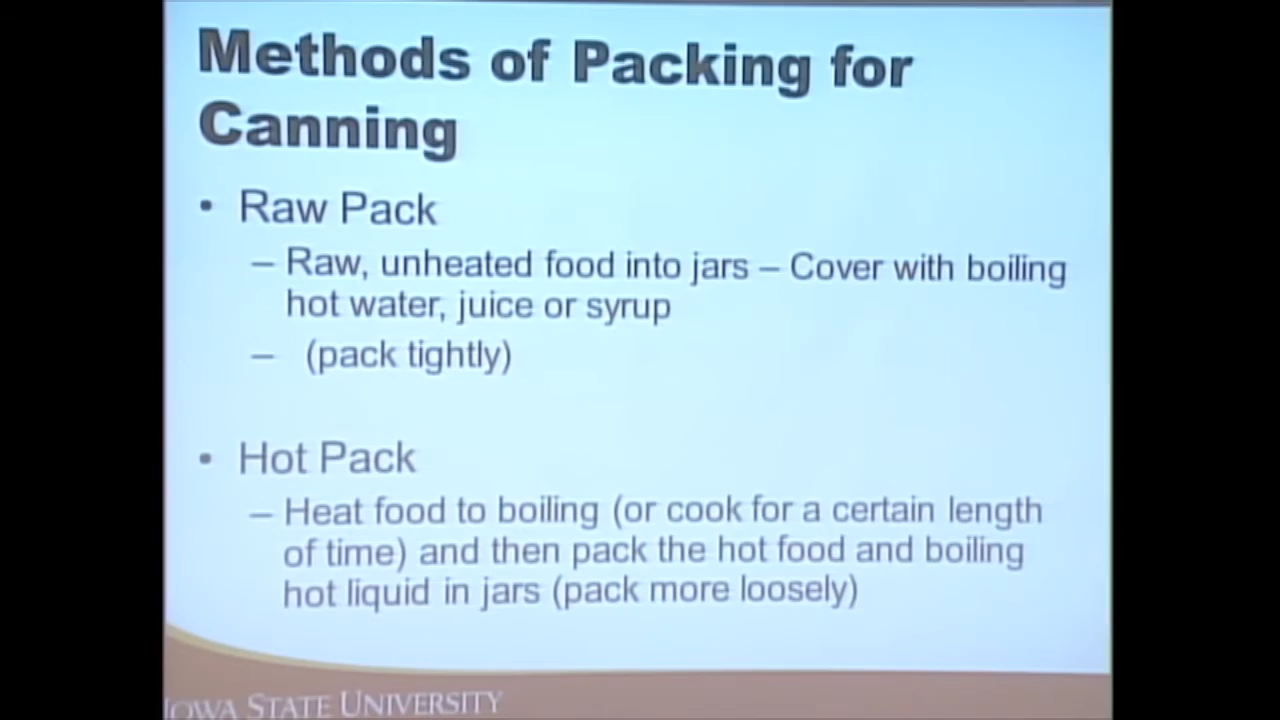 Methods of Packing for
Canning
• Raw Pack
– Raw, unheated food into jars – Cover with boiling
hot water, juice or syrup
– (pack tightly)
• Hot Pack
– Heat food to boiling (or cook for a certain length
of time) and then pack the hot food and boiling
hot liquid in jars (pack more loosely)
IOWA STATE UNIVERSITY